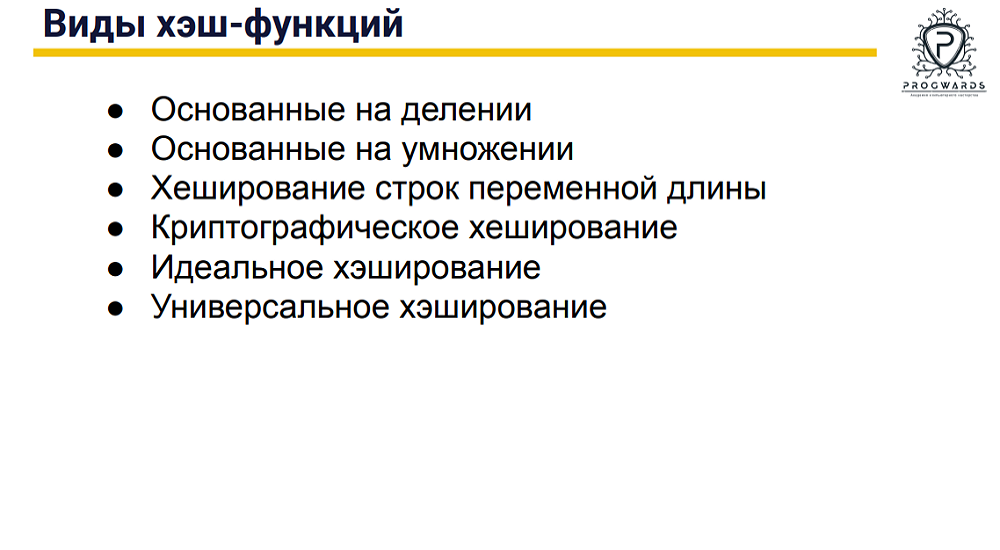 Виды хэш-функций
P
PROGWARDS
● Основанные на делении
● Основанные на умножении
● Хеширование строк переменной длины
● Криптографическое хеширование
● Идеальное хэширование
● Универсальное хэширование